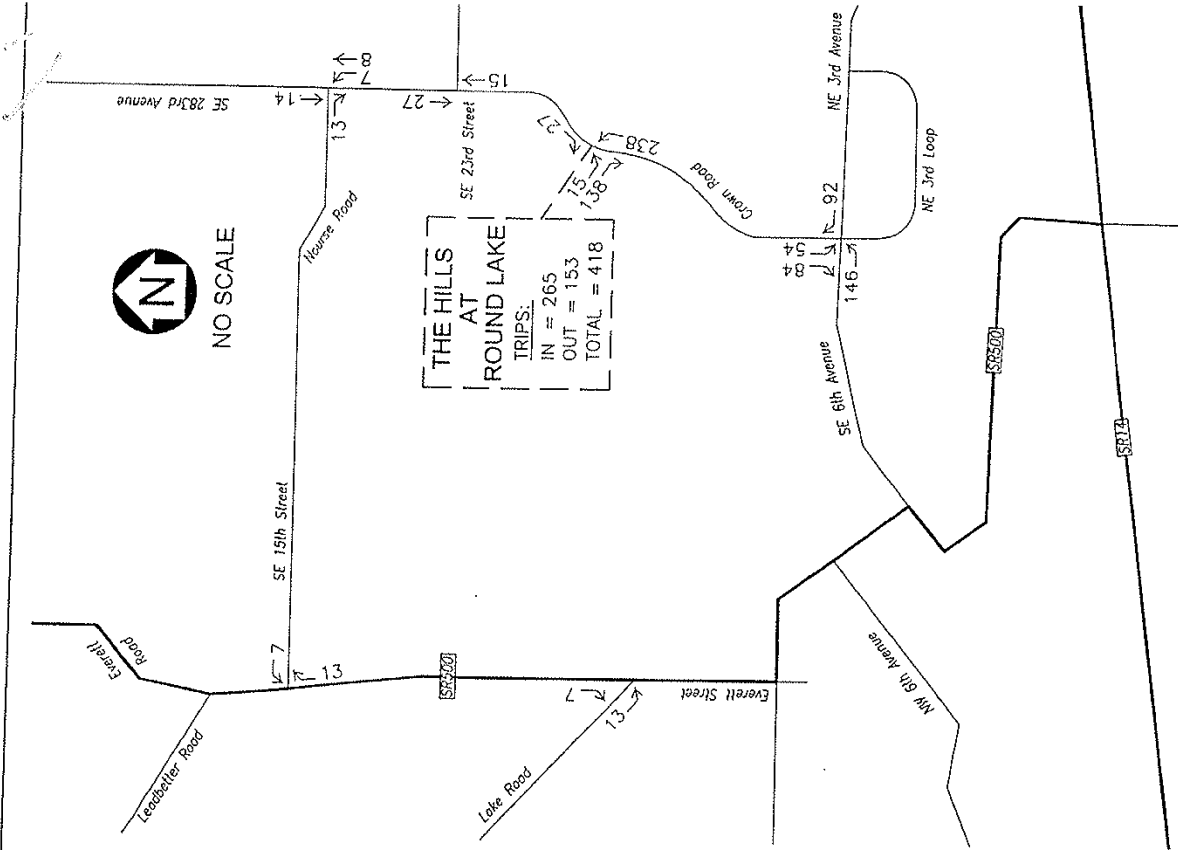 SE 283rd Avenue
14
7
8
13
27
15
SE 23rd Street
27
238
15
138
Crown Road
Nourse Road
N
NO SCALE
THE HILLS
AT
ROUND LAKE
TRIPS:
IN = 265
OUT = 153
TOTAL = 418
SE 15th Street
Everett
Road
7
13
Leadbetter Road
SR500
7
13
Lake Road
Everett Street
NW 6th Avenue
SE 6th Avenue
84
54
92
146
NE 3rd Avenue
NE 3rd Loop
SR500
SR14